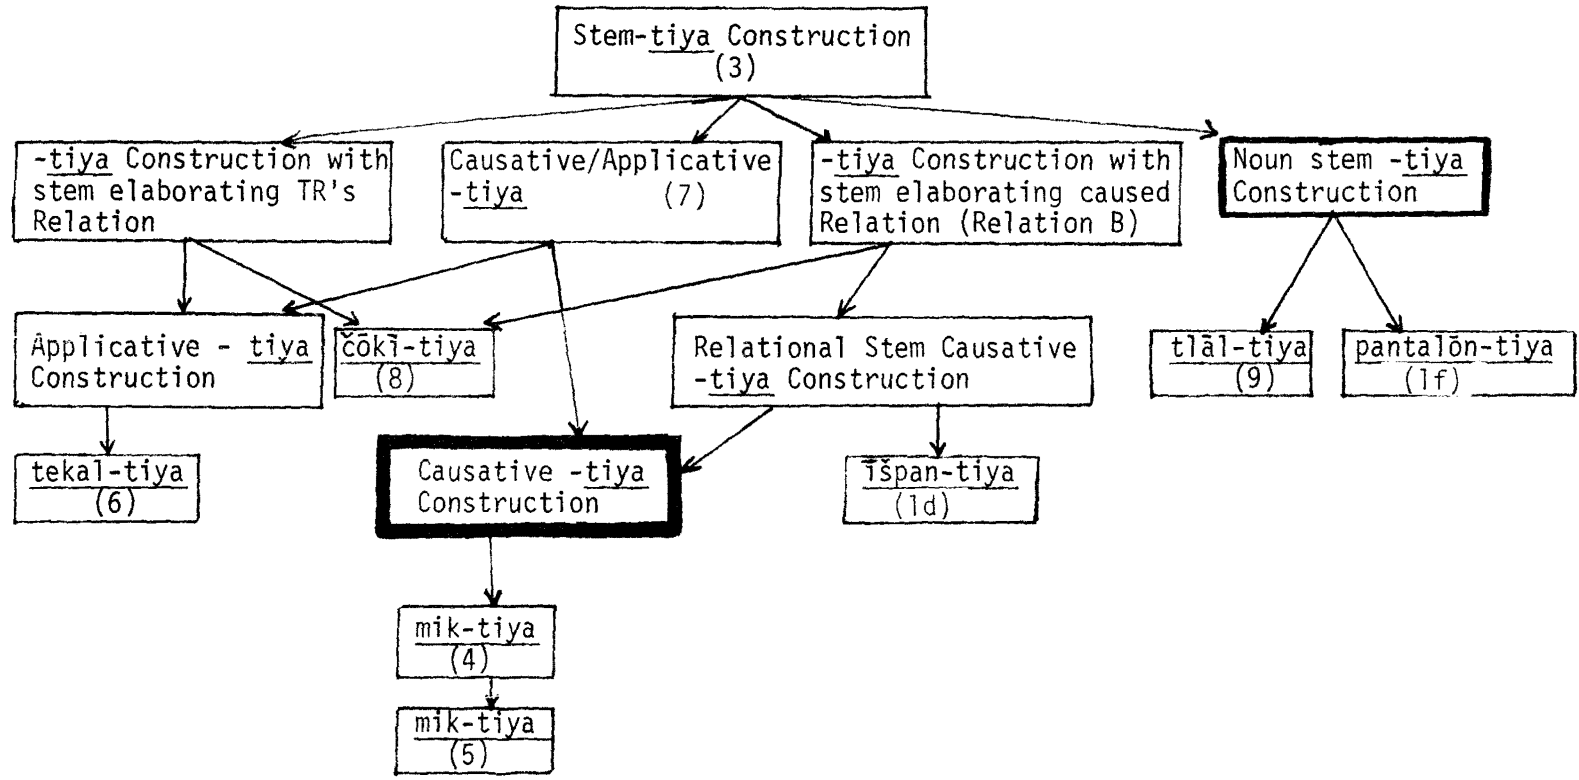 Stem-tiya Construction
(3)
-tiya Construction with
stem elaborating TR's
Relation
Causative/Applicative
-tiya (7)
-tiya Construction with
stem elaborating caused
Relation (Relation B)
Noun stem -tiya
Construction
Applicative - tiya
Construction
čōkī-tiya
(8)
Relational Stem Causative
-tiya Construction
tlāl-tiya
(9)
pantalōn-tiya
(1f)
tekal-tiya
(6)
Causative -tiya
Construction
īšpan-tiya
(1d)
mik-tiya
(4)
mik-tiya
(5)